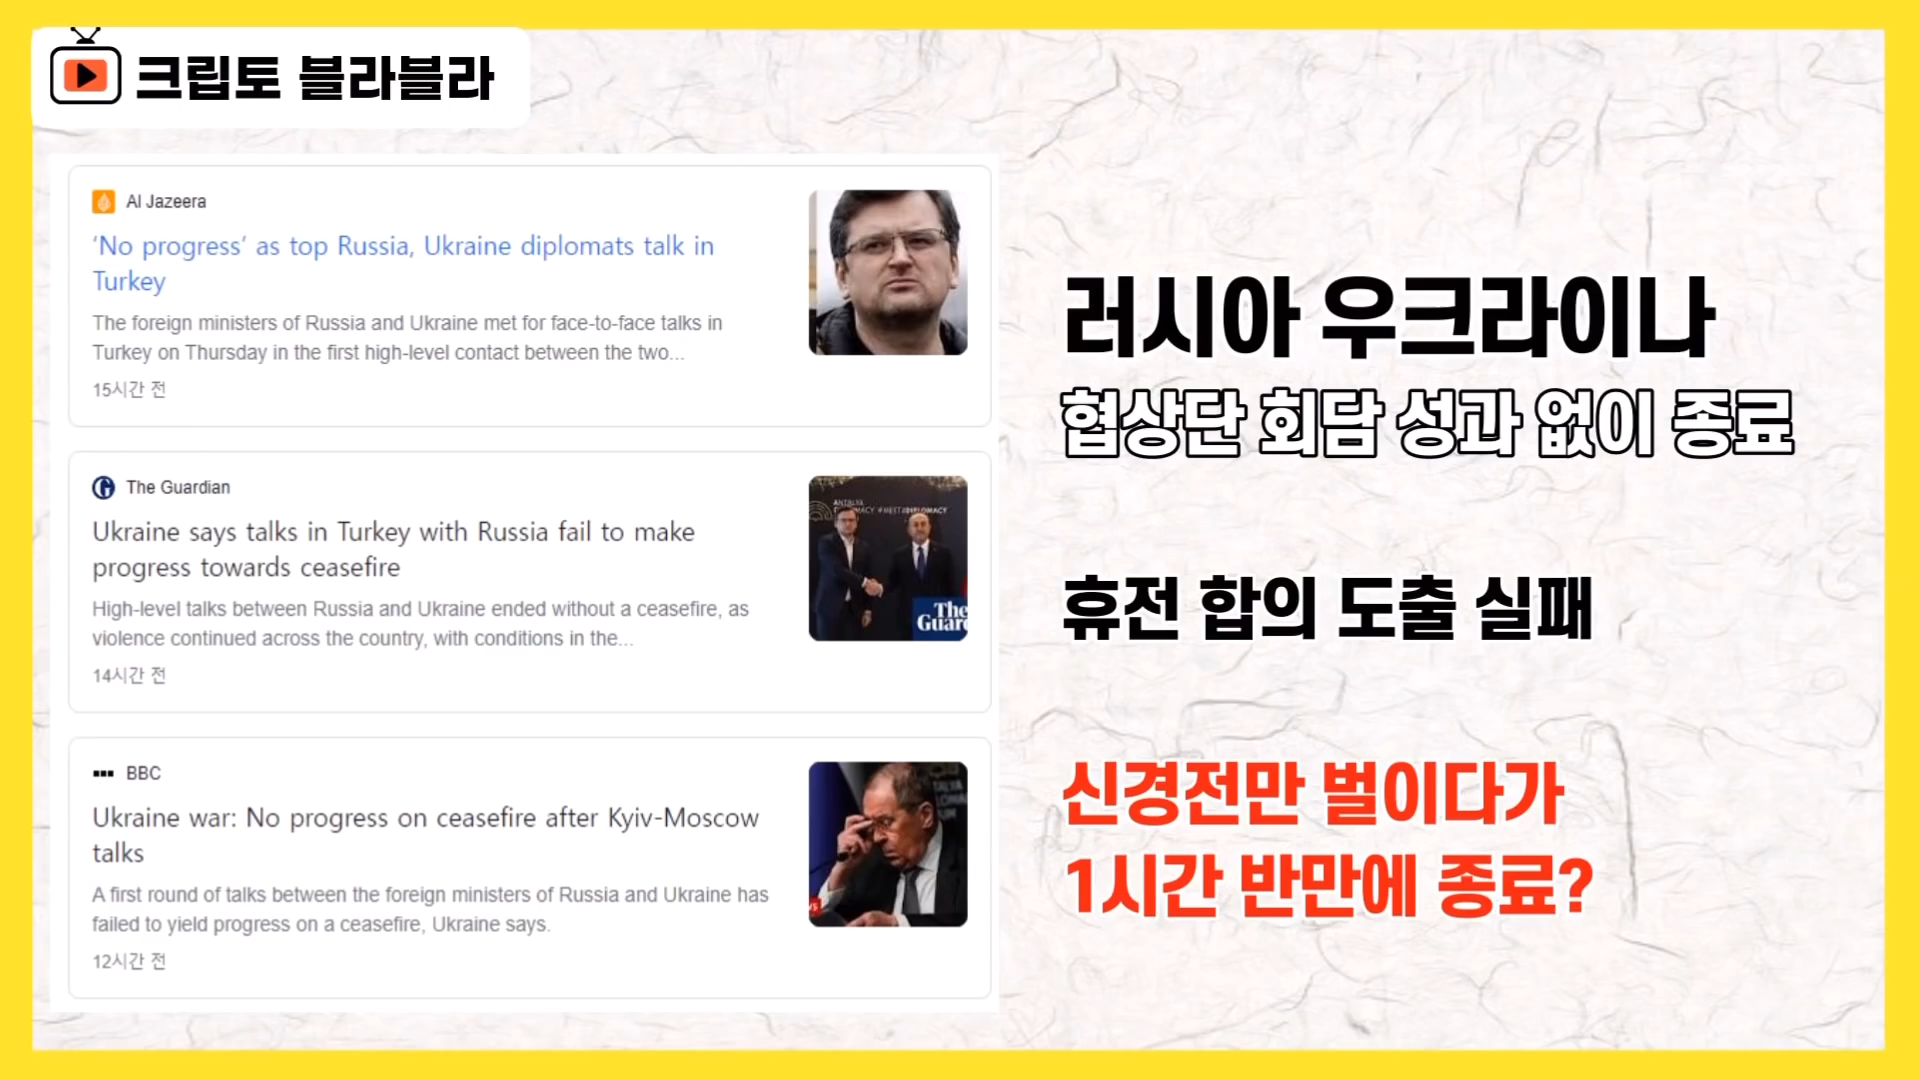 크립토 블라블라
Al Jazeera
‘No progress’ as top Russia, Ukraine diplomats talk in
Turkey
The foreign ministers of Russia and Ukraine met for face-to-face talks in
Turkey on Thursday in the first high-level contact between the two...
15시간 전
The Guardian
Ukraine says talks in Turkey with Russia fail to make
progress towards ceasefire
High-level talks between Russia and Ukraine ended without a ceasefire, as
violence continued across the country, with conditions in the...
14시간 전
ANTALYA
#MEET
The
Guard
BBC
Ukraine war: No progress on ceasefire after Kyiv-Moscow
talks
A first round of talks between the foreign ministers of Russia and Ukraine has
failed to yield progress on a ceasefire, Ukraine says.
12시간 전
러시아 우크라이나
협상단 회담 성과 없이 종료
휴전 합의 도출 실패
신경전만 벌이다가
1시간 반만에 종료?